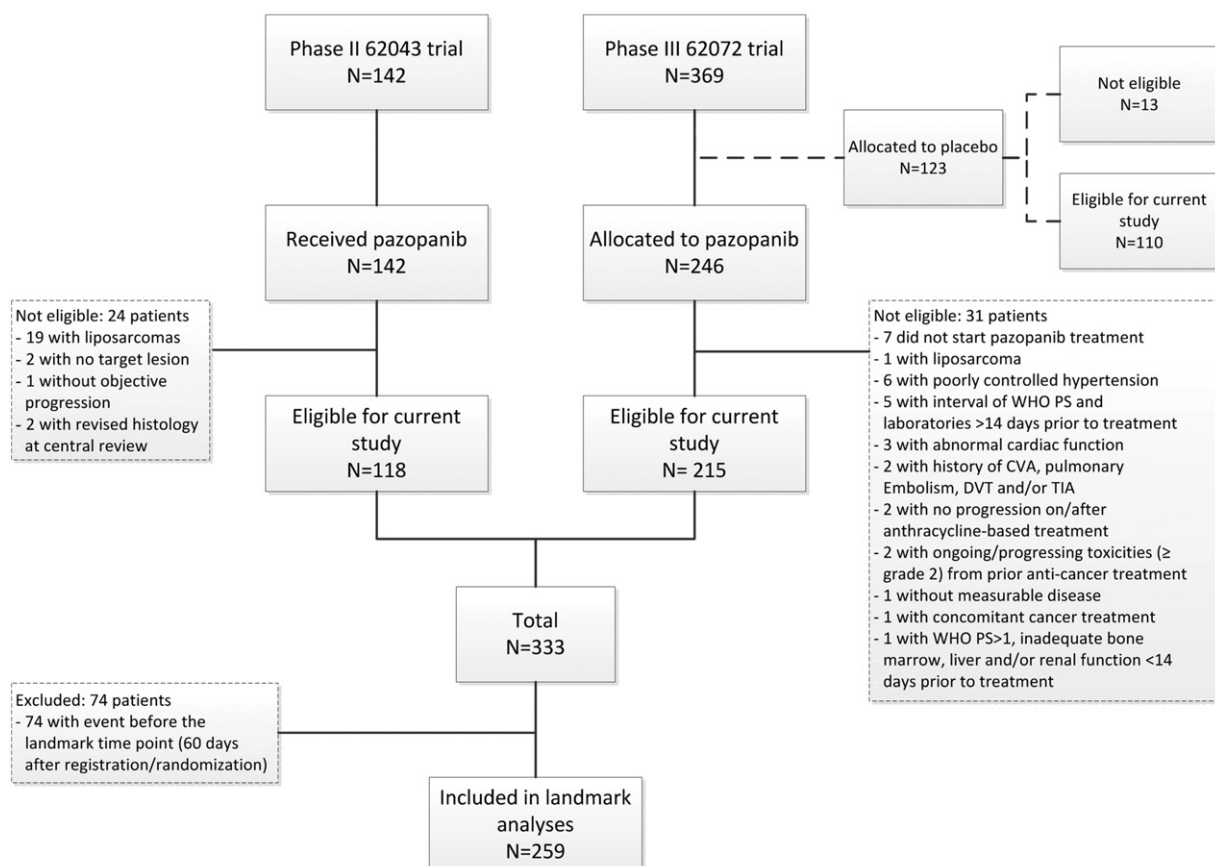 Phase II 62043 trial
N=142
Phase III 62072 trial
N=369
Not eligible
N=13
Allocated to placebo
N=123
Eligible for current
study
N=110
Received pazopanib
N=142
Allocated to pazopanib
N=246
Not eligible: 24 patients
- 19 with liposarcomas
- 2 with no target lesion
- 1 without objective
progression
- 2 with revised histology
at central review
Not eligible: 31 patients
- 7 did not start pazopanib treatment
- 1 with liposarcoma
- 6 with poorly controlled hypertension
- 5 with interval of WHO PS and
laboratories >14 days prior to treatment
- 3 with abnormal cardiac function
- 2 with history of CVA, pulmonary
Embolism, DVT and/or TIA
- 2 with no progression on/after
anthracycline-based treatment
- 2 with ongoing/progressing toxicities (≥
grade 2) from prior anti-cancer treatment
- 1 without measurable disease
- 1 with concomitant cancer treatment
- 1 with WHO PS>1, inadequate bone
marrow, liver and/or renal function <14
days prior to treatment
Eligible for current
study
N=118
Eligible for current
study
N= 215
Total
N=333
Excluded: 74 patients
- 74 with event before the
landmark time point (60 days
after registration/randomization)
Included in landmark
analyses
N=259